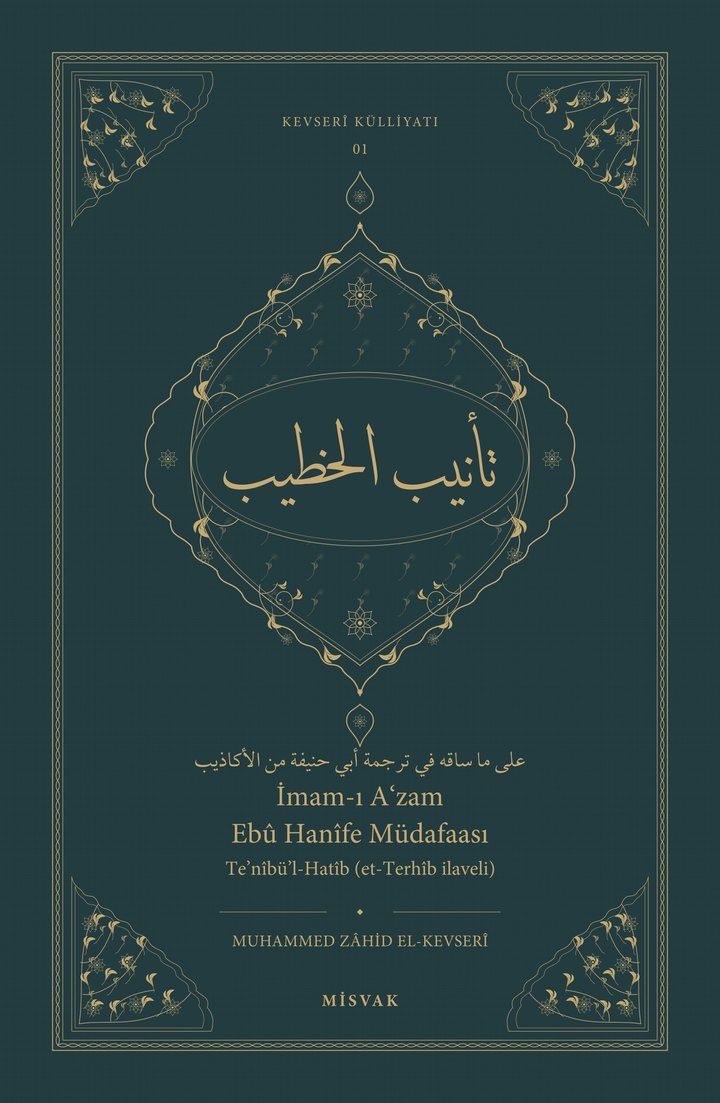 KEVSERÎ KÜLLİYATI
01
تأنيب الخطيب
على ما ساقه في ترجمة أبي حنيفة من الأكاذيب
İmam-ı A‘zam
Ebû Hanîfe Müdafaası
Te’nîbü’l-Hatîb (et-Terhîb ilaveli)
MUHAMMED ZÂHİD EL-KEVSERÎ
MİSVAK